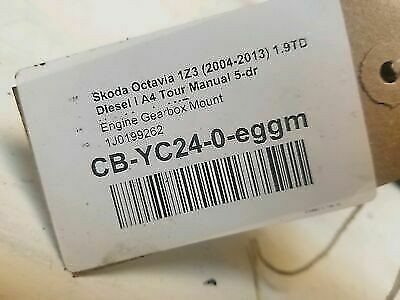 Skoda Octavia 1Z3 (2004-2013) 1.9TD
Diesel I A4 Tour Manual 5-dr
Engine Gearbox Mount
1J0199262
CB-YC24-0-eggm